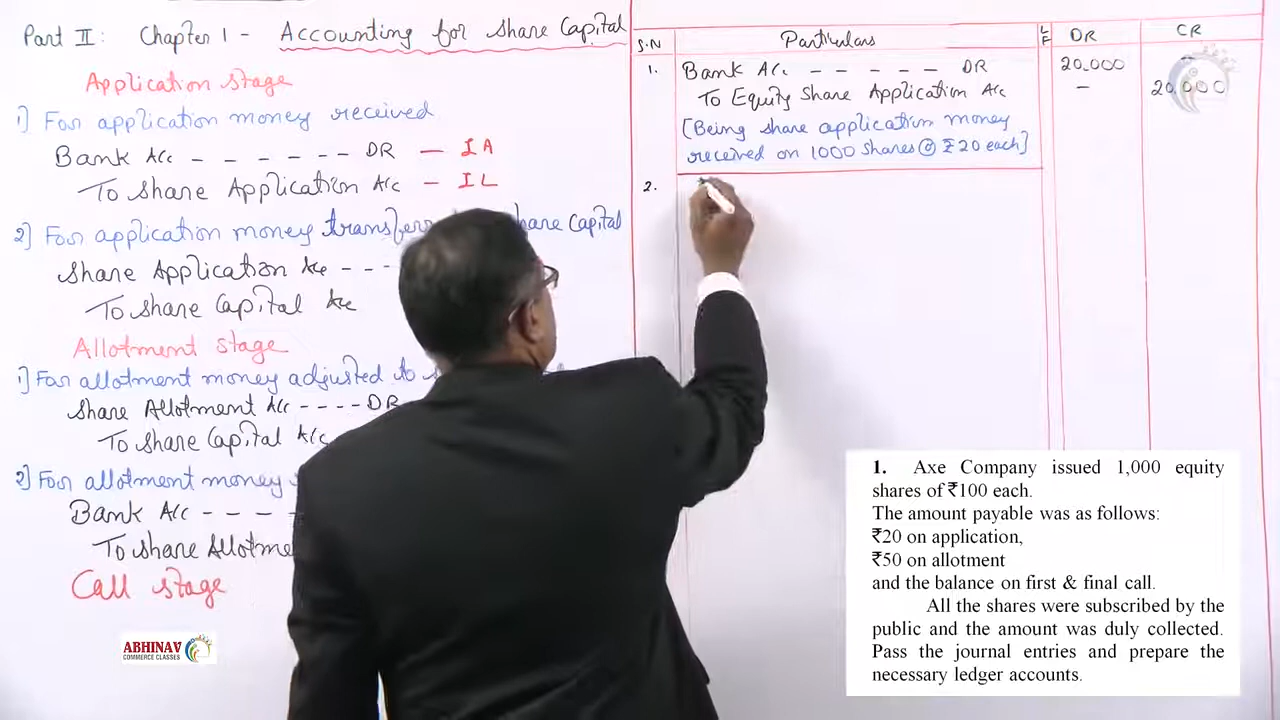 Part II: Chapter 1 - Accounting for Share Capital
Application stage
1] For application money received
Bank A/c - - - - - - DR - I A
To Share Application A/c - I L
2] For application money hare Capital
Share Application A/c - - -
To Share Capital A/c
Allotment stage
1] For allotment money adjusted to
Share Allotment A/c - - - - DR
To Share Capital A/c
2] For allotment money
Bank A/c - - - -
To Share
Call stage
ABHINAV
COMMERCE CLASSES
S.N Particulars LF DR CR
1. Bank A/c - - - - - DR 20,000 -
To Equity Share Application A/c - 20,000
[Being share application money
received on 1000 shares @ ₹20 each]
2.
1. Axe Company issued 1,000 equity
shares of ₹100 each.
The amount payable was as follows:
₹20 on application,
₹50 on allotment
and the balance on first & final call.
All the shares were subscribed by the
public and the amount was duly collected.
Pass the journal entries and prepare the
necessary ledger accounts.